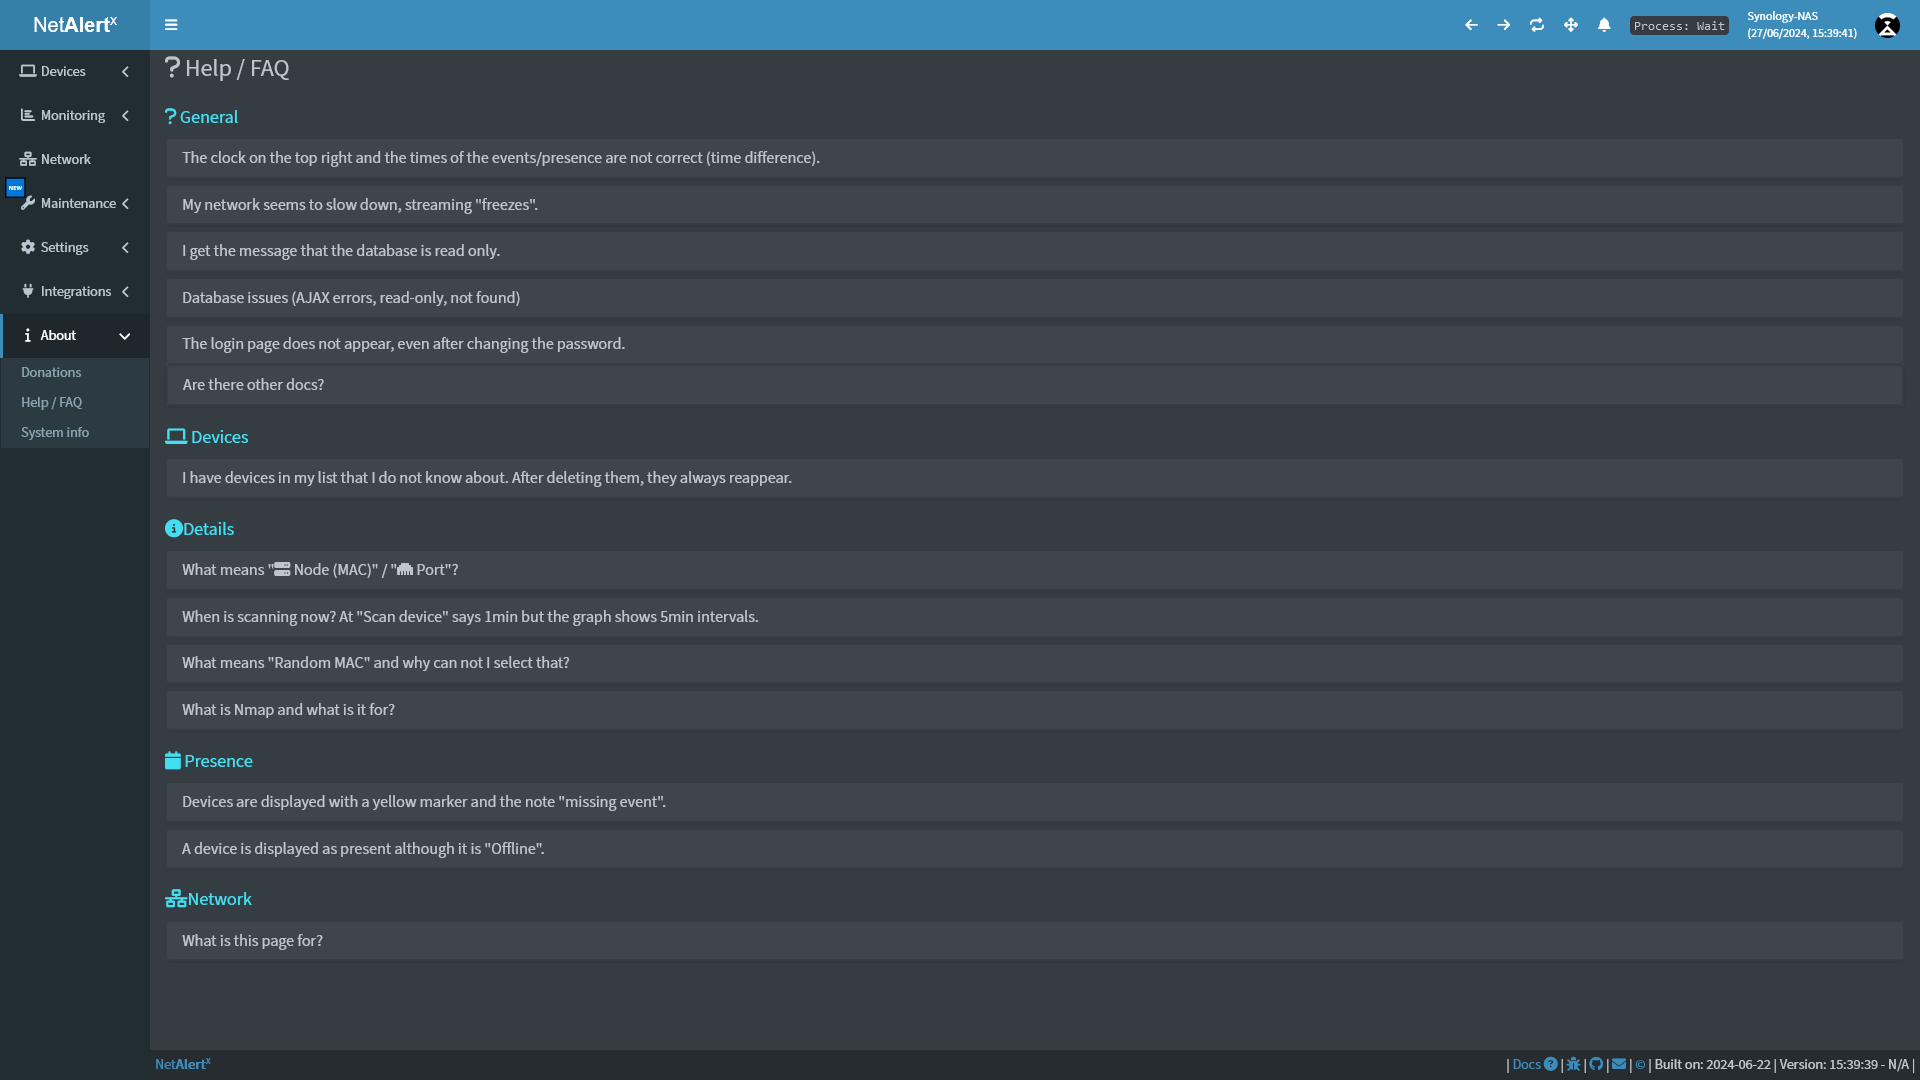 NetAlertx
Process: Wait
Synology-NAS
(27/06/2024, 15:39:41)
Devices
Monitoring
Network
NEW
Maintenance
Settings
Integrations
About
Donations
Help / FAQ
System info
Help / FAQ
General
The clock on the top right and the times of the events/presence are not correct (time difference).
My network seems to slow down, streaming "freezes".
I get the message that the database is read only.
Database issues (AJAX errors, read-only, not found)
The login page does not appear, even after changing the password.
Are there other docs?
Devices
I have devices in my list that I do not know about. After deleting them, they always reappear.
Details
What means " Node (MAC)" / " Port"?
When is scanning now? At "Scan device" says 1min but the graph shows 5min intervals.
What means "Random MAC" and why can not I select that?
What is Nmap and what is it for?
Presence
Devices are displayed with a yellow marker and the note "missing event".
A device is displayed as present although it is "Offline".
Network
What is this page for?
NetAlertx
| Docs | | | | © | Built on: 2024-06-22 | Version: 15:39:39 - N/A |